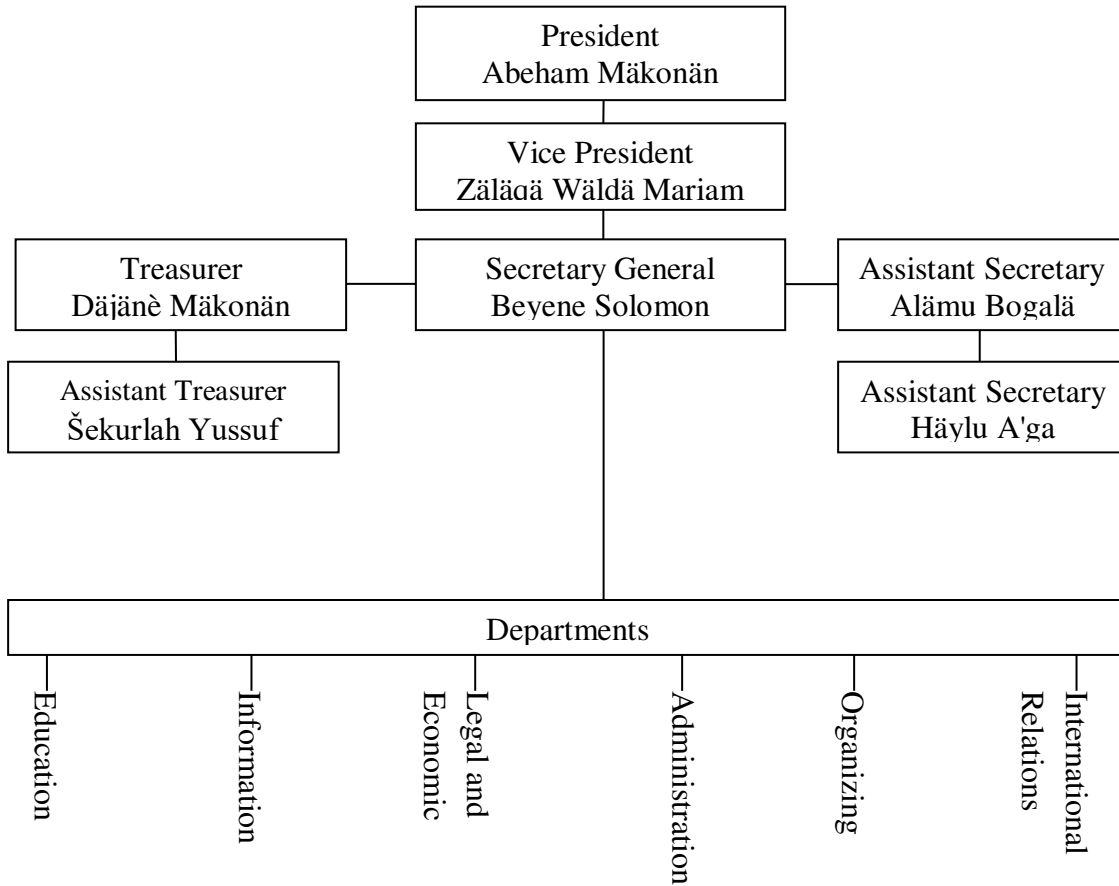 President
Abeham Mäkonän
Vice President
Zäläqä Wäldä Mariam
Treasurer
Däjänè Mäkonän
Secretary General
Beyene Solomon
Assistant Secretary
Alämu Bogalä
Assistant Treasurer
Šekurlah Yussuf
Assistant Secretary
Häylu A'ga
Departments
Education
Information
Legal and
Economic
Administration
Organizing
International
Relations